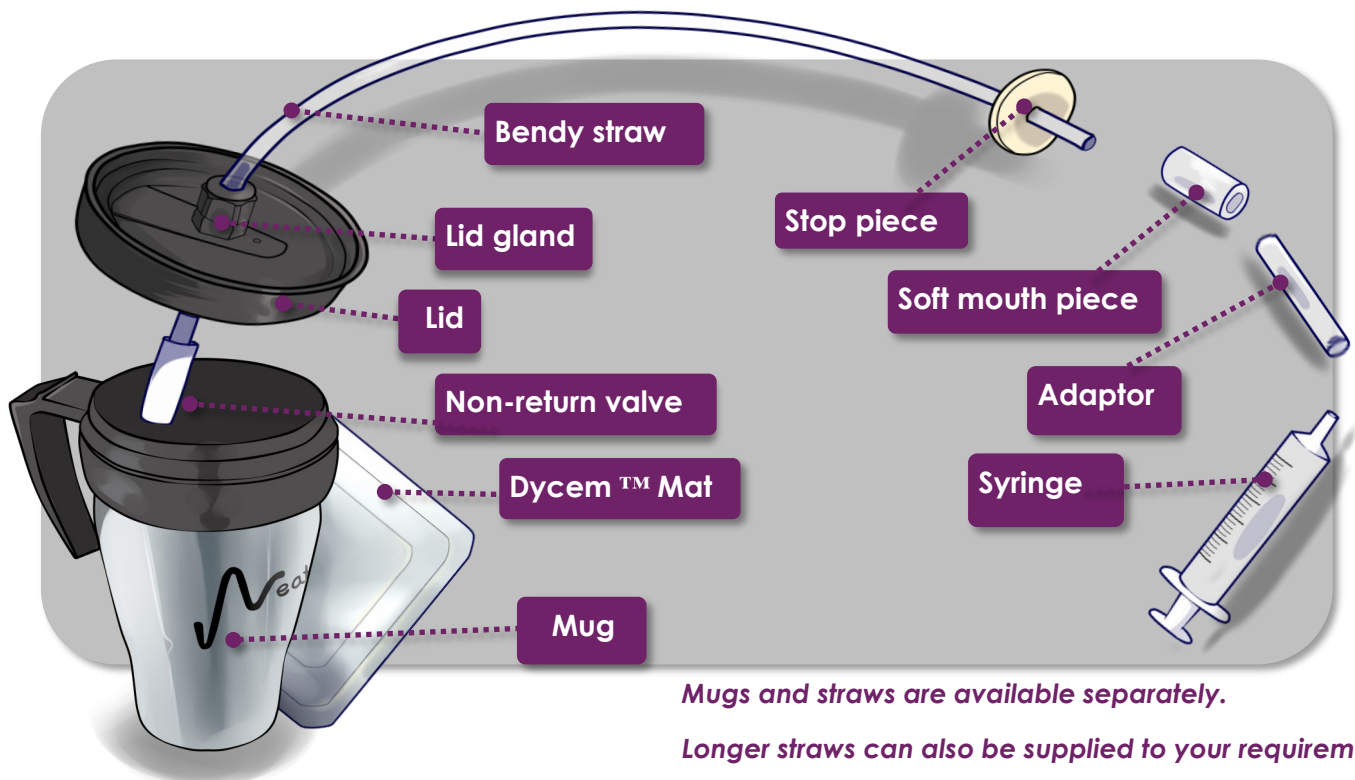 Bendy straw
Lid gland
Stop piece
Soft mouth piece
Lid
Adaptor
Non-return valve
Dycem ™ Mat
Syringe
Neat
Mug
Mugs and straws are available separately.
Longer straws can also be supplied to your requirem